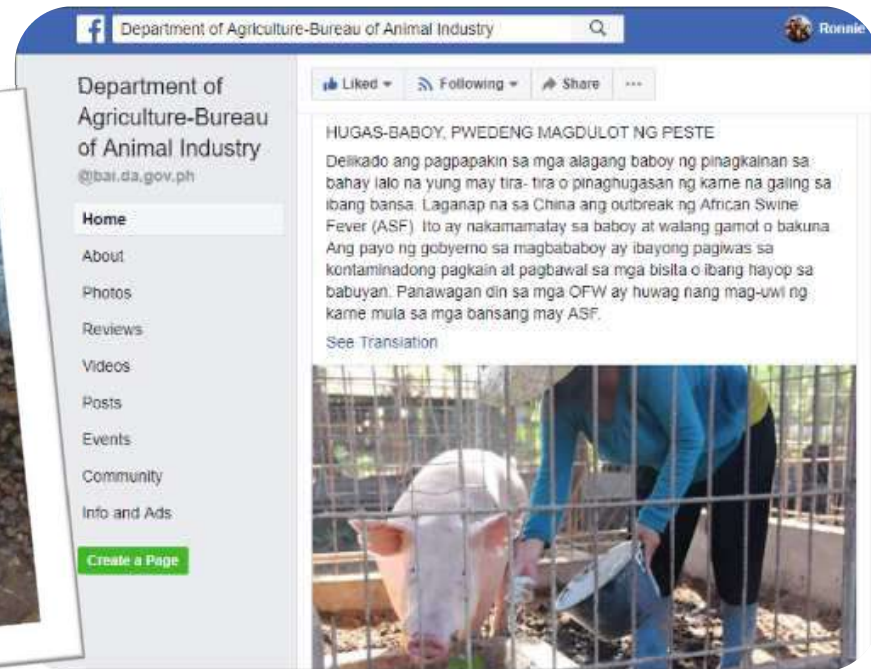 Department of Agriculture-Bureau of Animal Industry
Ronnie
Department of
Agriculture-Bureau
of Animal Industry
@bai.da.gov.ph
Home
About
Photos
Reviews
Videos
Posts
Events
Community
Info and Ads
Create a Page
Liked
Following
Share
HUGAS-BABOY, PWEDENG MAGDULOT NG PESTE
Delikado ang pagpapakin sa mga alagang baboy ng pinagkainan sa
bahay lalo na yung may tira- tira o pinaghugasan ng karne na galing sa
ibang bansa. Laganap na sa China ang outbreak ng African Swine
Fever (ASF). Ito ay nakamamatay sa baboy at walang gamot o bakuna.
Ang payo ng gobyerno sa magbababoy ay ibayong pagiwas sa
kontaminadong pagkain at pagbawal sa mga bisita o ibang hayop sa
babuyan. Panawagan din sa mga OFW ay huwag nang mag-uwi ng
karne mula sa mga bansang may ASF.
See Translation